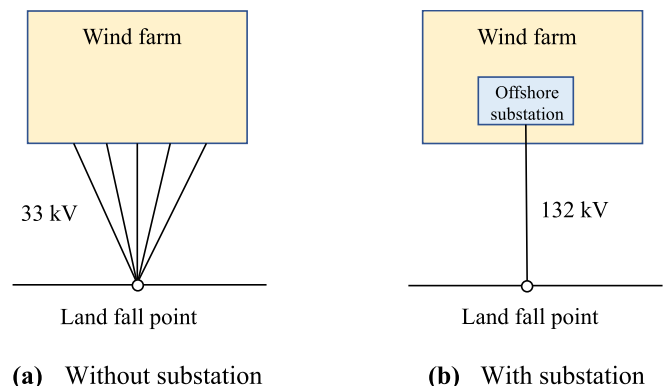 Wind farm
33 kV
Land fall point
(a) Without substation
Wind farm
Offshore
substation
132 kV
Land fall point
(b) With substation